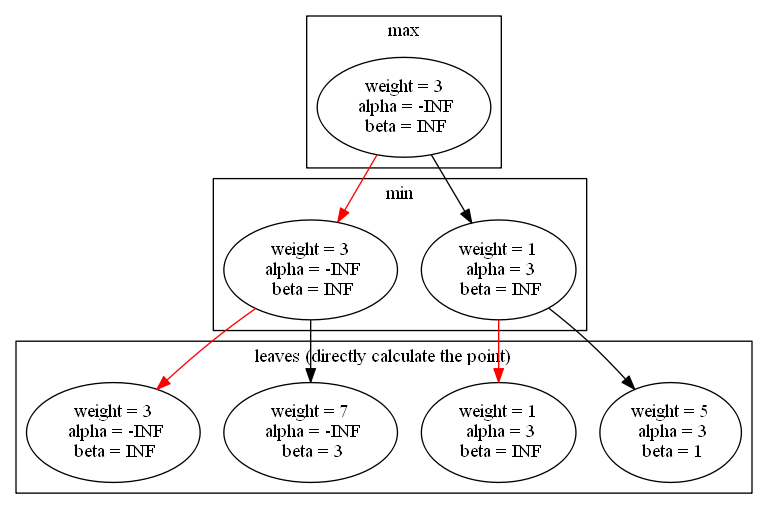 max
weight = 3
alpha = -INF
beta = INF
min
weight = 3
alpha = -INF
beta = INF
weight = 1
alpha = 3
beta = INF
leaves (directly calculate the point)
weight = 3
alpha = -INF
beta = INF
weight = 7
alpha = -INF
beta = 3
weight = 1
alpha = 3
beta = INF
weight = 5
alpha = 3
beta = 1